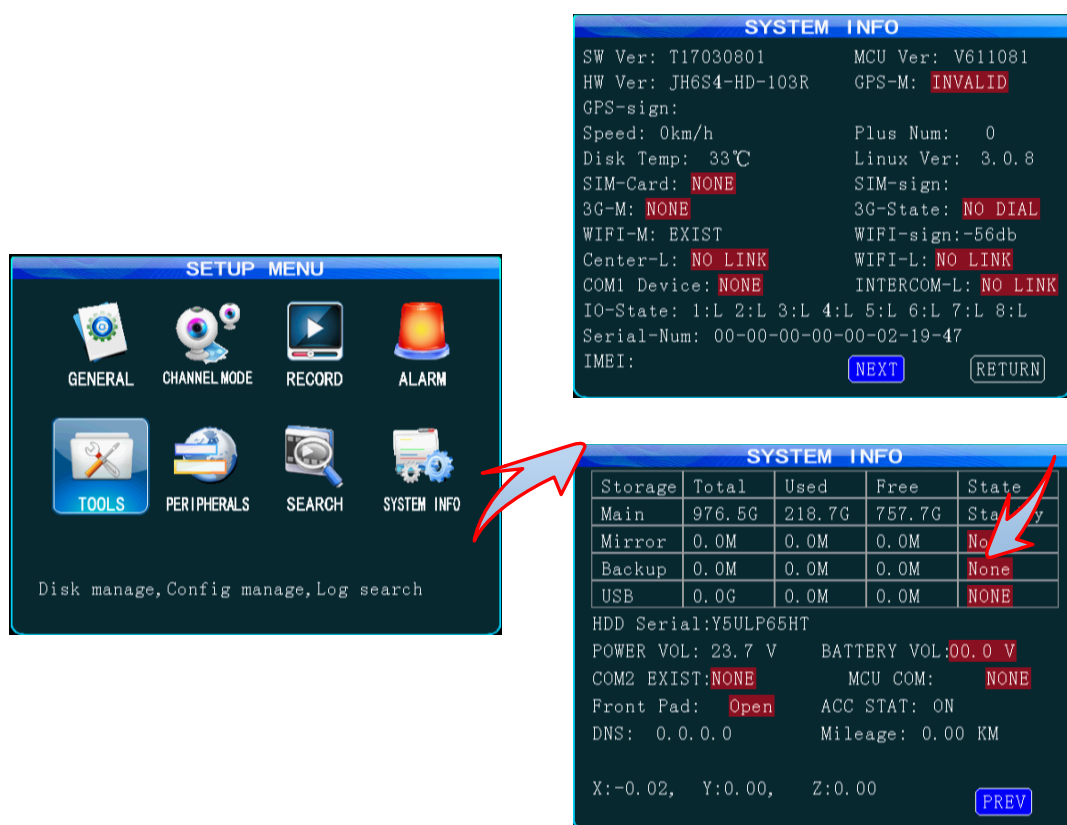 SETUP MENU
GENERAL CHANNEL MODE RECORD ALARM
TOOLS PERIPHERALS SEARCH SYSTEM INFO
Disk manage,Config manage,Log search
SYSTEM INFO
SW Ver: T17030801 MCU Ver: V611081
HW Ver: JH6S4-HD-103R GPS-M: INVALID
GPS-sign:
Speed: 0km/h Plus Num: 0
Disk Temp: 33℃ Linux Ver: 3.0.8
SIM-Card: NONE SIM-sign:
3G-M: NONE 3G-State: NO DIAL
WIFI-M: EXIST WIFI-sign:-56db
Center-L: NO LINK WIFI-L: NO LINK
COM1 Device: NONE INTERCOM-L: NO LINK
IO-State: 1:L 2:L 3:L 4:L 5:L 6:L 7:L 8:L
Serial-Num: 00-00-00-00-00-02-19-47
IMEI: NEXT RETURN
SYSTEM INFO
Storage Total Used Free State
Main 976.5G 218.7G 757.7G
Mirror 0.0M 0.0M 0.0M
Backup 0.0M 0.0M 0.0M None
USB 0.0G 0.0M 0.0M NONE
HDD Serial:Y5ULP65HT
POWER VOL: 23.7 V BATTERY VOL:00.0 V
COM2 EXIST:NONE MCU COM: NONE
Front Pad: Open ACC STAT: ON
DNS: 0.0.0.0 Mileage: 0.00 KM
X:-0.02, Y:0.00, Z:0.00
PREV